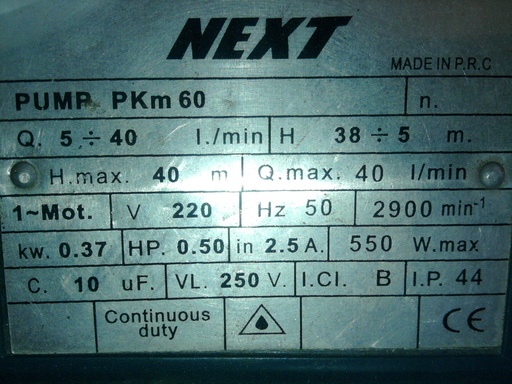 NEXT
MADE IN P.R.C
PUMP PKm 60 n.
Q. 5 ÷ 40 l./min H 38 ÷ 5 m.
H.max. 40 m Q.max. 40 l/min
1~Mot. V 220 Hz 50 2900 min-1
kw. 0.37 HP. 0.50 in 2.5 A. 550 W.max
C. 10 uF. VL. 250 V. I.Cl. B I.P. 44
Continuous
duty
CE